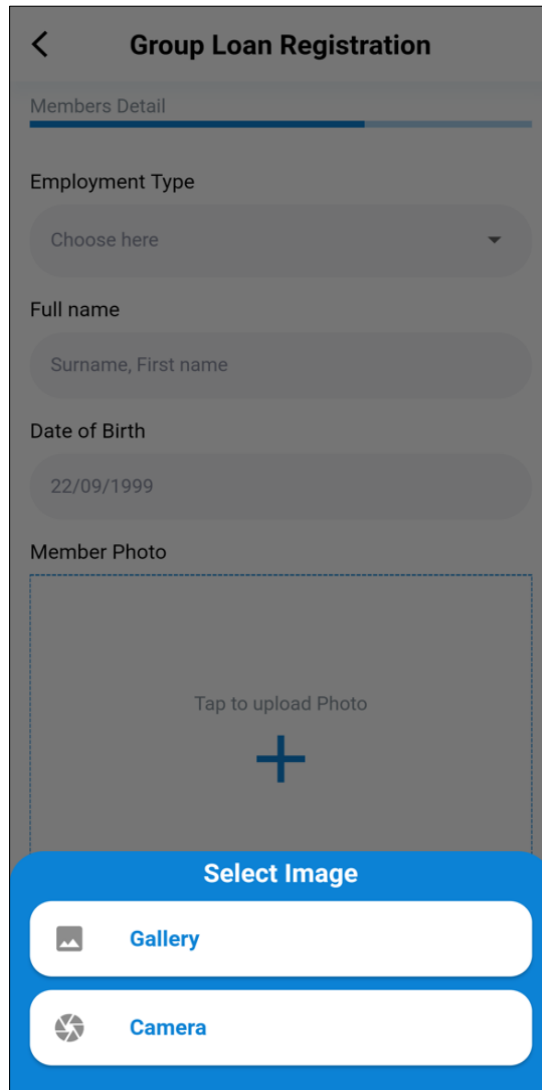 Group Loan Registration
Members Detail
Employment Type
Choose here
Full name
Surname, First name
Date of Birth
22/09/1999
Member Photo
Tap to upload Photo
Select Image
Gallery
Camera